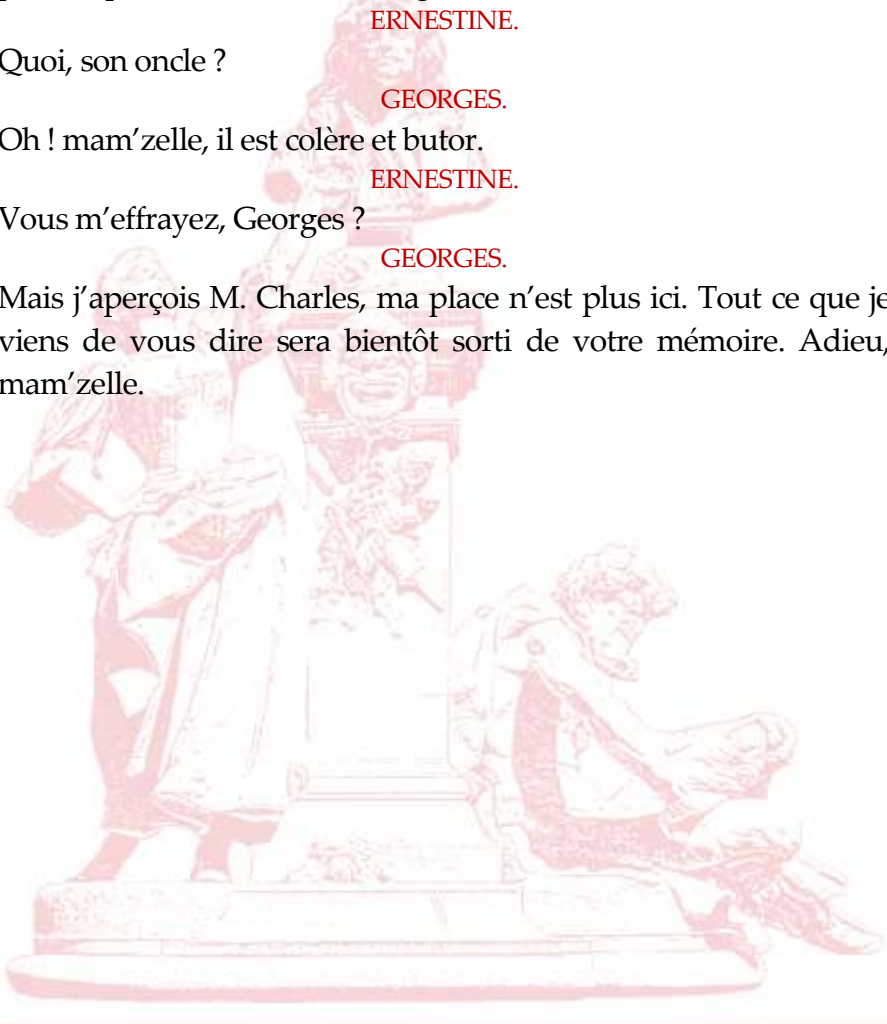 ERNESTINE.
Quoi, son oncle ?
GEORGES.
Oh ! mam’zelle, il est colère et butor.
ERNESTINE.
Vous m’effrayez, Georges ?
GEORGES.
Mais j’aperçois M. Charles, ma place n’est plus ici. Tout ce que je
viens de vous dire sera bientôt sorti de votre mémoire. Adieu,
mam’zelle.